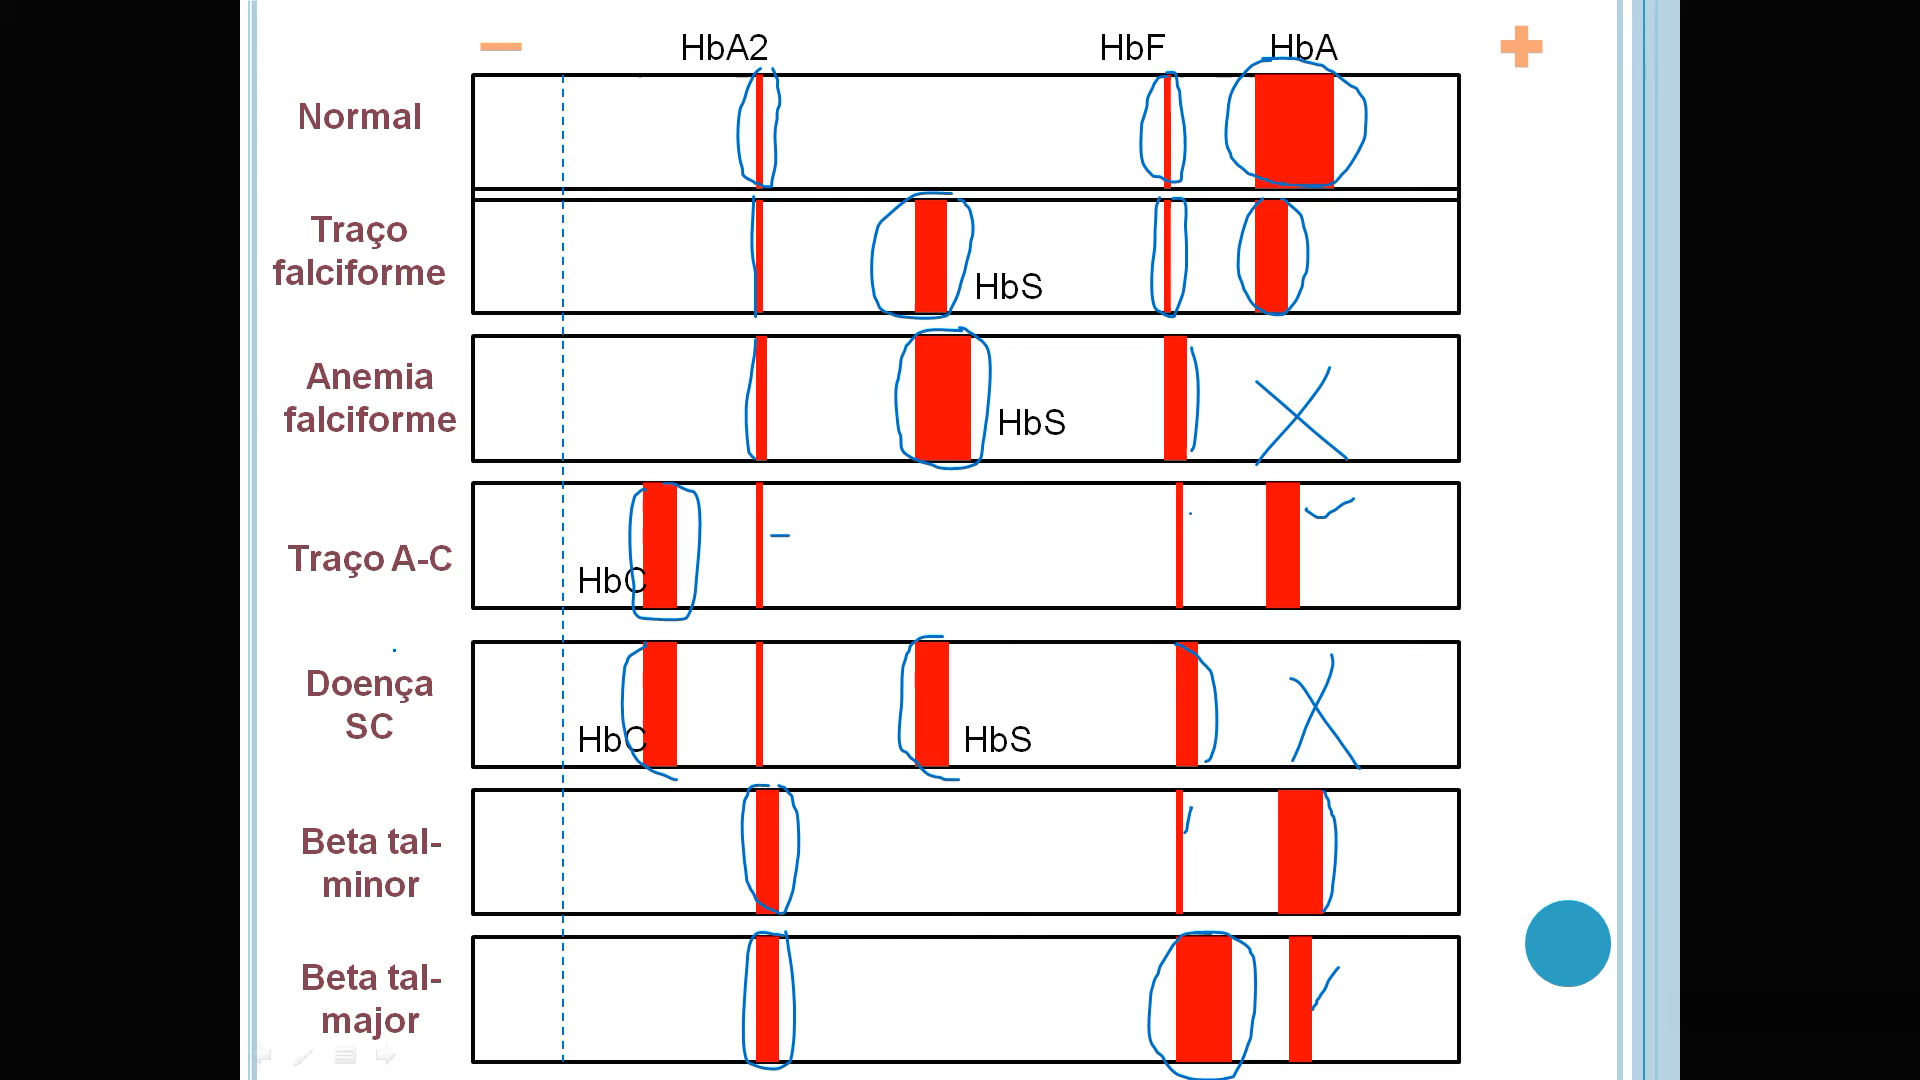 HbA2 HbF HbA
Normal
Traço
falciforme
HbS
Anemia
falciforme
HbS
Traço A-C
HbC
Doença
SC
HbC HbS
Beta tal-
minor
Beta tal-
major